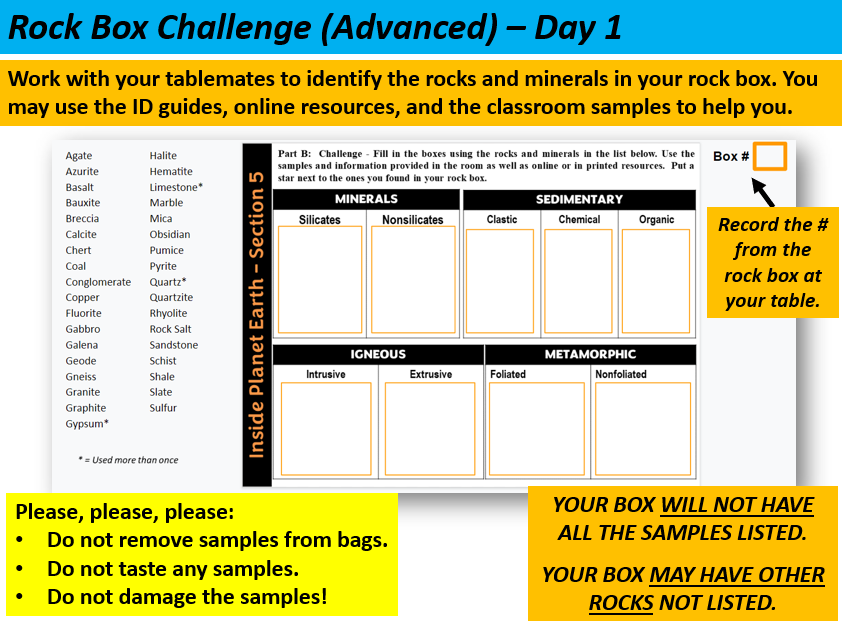 Rock Box Challenge (Advanced) – Day 1
Work with your tablemates to identify the rocks and minerals in your rock box. You
may use the ID guides, online resources, and the classroom samples to help you.
Agate
Azurite
Basalt
Bauxite
Breccia
Calcite
Chert
Coal
Conglomerate
Copper
Fluorite
Gabbro
Galena
Geode
Gneiss
Granite
Graphite
Gypsum*
Halite
Hematite
Limestone*
Marble
Mica
Obsidian
Pumice
Pyrite
Quartz*
Quartzite
Rhyolite
Rock Salt
Sandstone
Schist
Shale
Slate
Sulfur
* = Used more than once
Inside Planet Earth – Section 5
Part B: Challenge - Fill in the boxes using the rocks and minerals in the list below. Use the
samples and information provided in the room as well as online or in printed resources. Put a
star next to the ones you found in your rock box.
MINERALS
Silicates
Nonsilicates
SEDIMENTARY
Clastic
Chemical
Organic
IGNEOUS
Intrusive
Extrusive
METAMORPHIC
Foliated
Nonfoliated
Box #
Record the #
from the
rock box at
your table.
Please, please, please:
• Do not remove samples from bags.
• Do not taste any samples.
• Do not damage the samples!
YOUR BOX WILL NOT HAVE
ALL THE SAMPLES LISTED.
YOUR BOX MAY HAVE OTHER
ROCKS NOT LISTED.